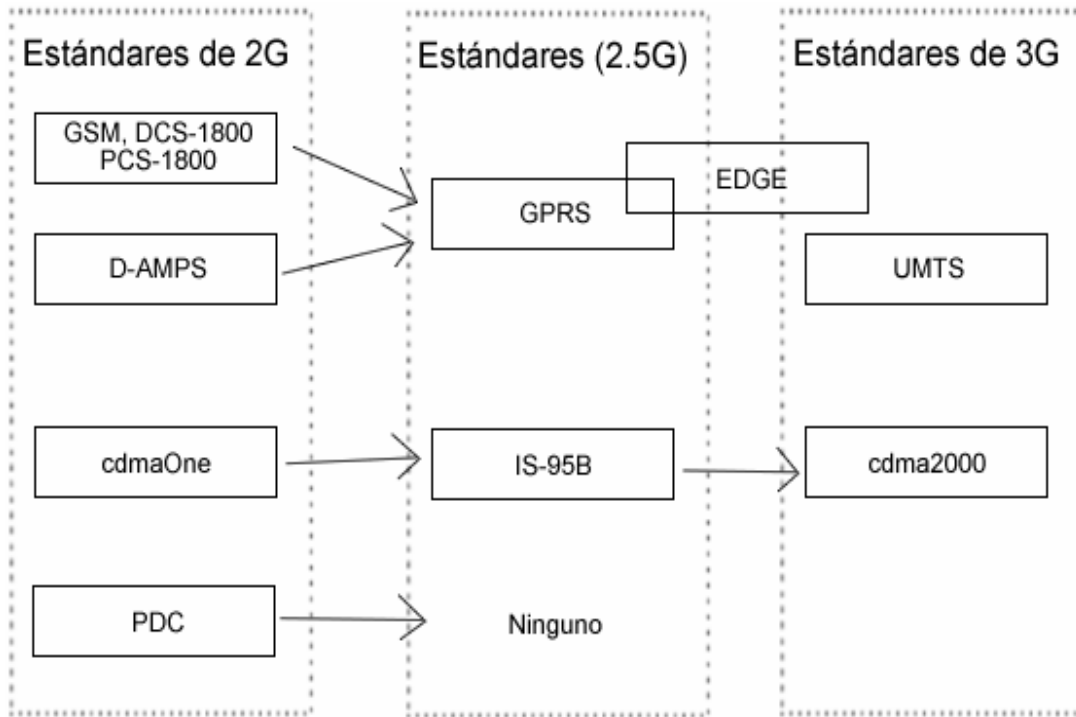 Estándares de 2G
GSM, DCS-1800
PCS-1800
D-AMPS
cdmaOne
PDC
Estándares (2.5G)
GPRS
EDGE
IS-95B
Ninguno
Estándares de 3G
UMTS
cdma2000